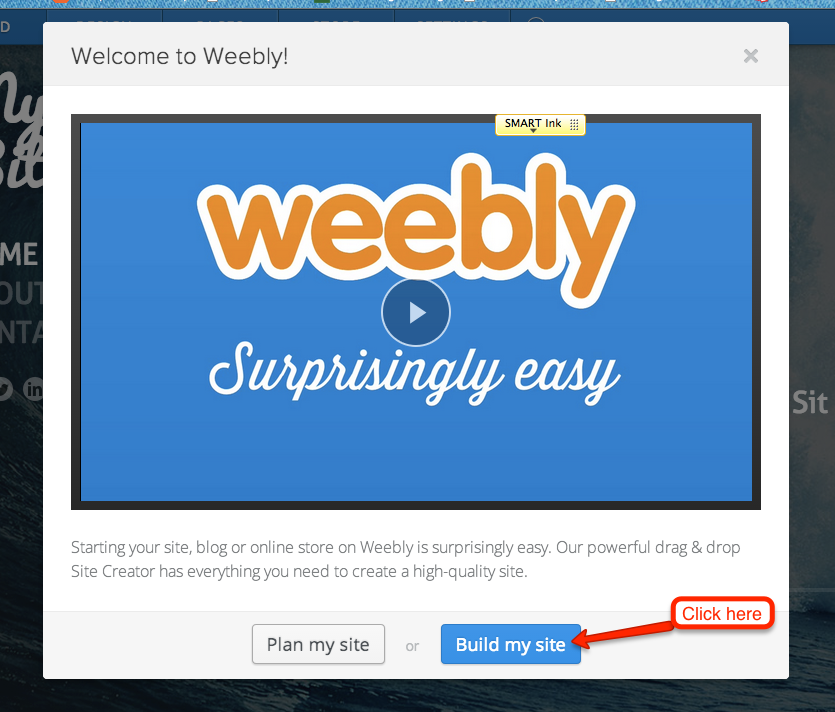 Welcome to Weebly!
SMART Ink
weebly
Surprisingly easy
Starting your site, blog or online store on Weebly is surprisingly easy. Our powerful drag & drop
Site Creator has everything you need to create a high-quality site.
Click here
Plan my site or Build my site
Sit